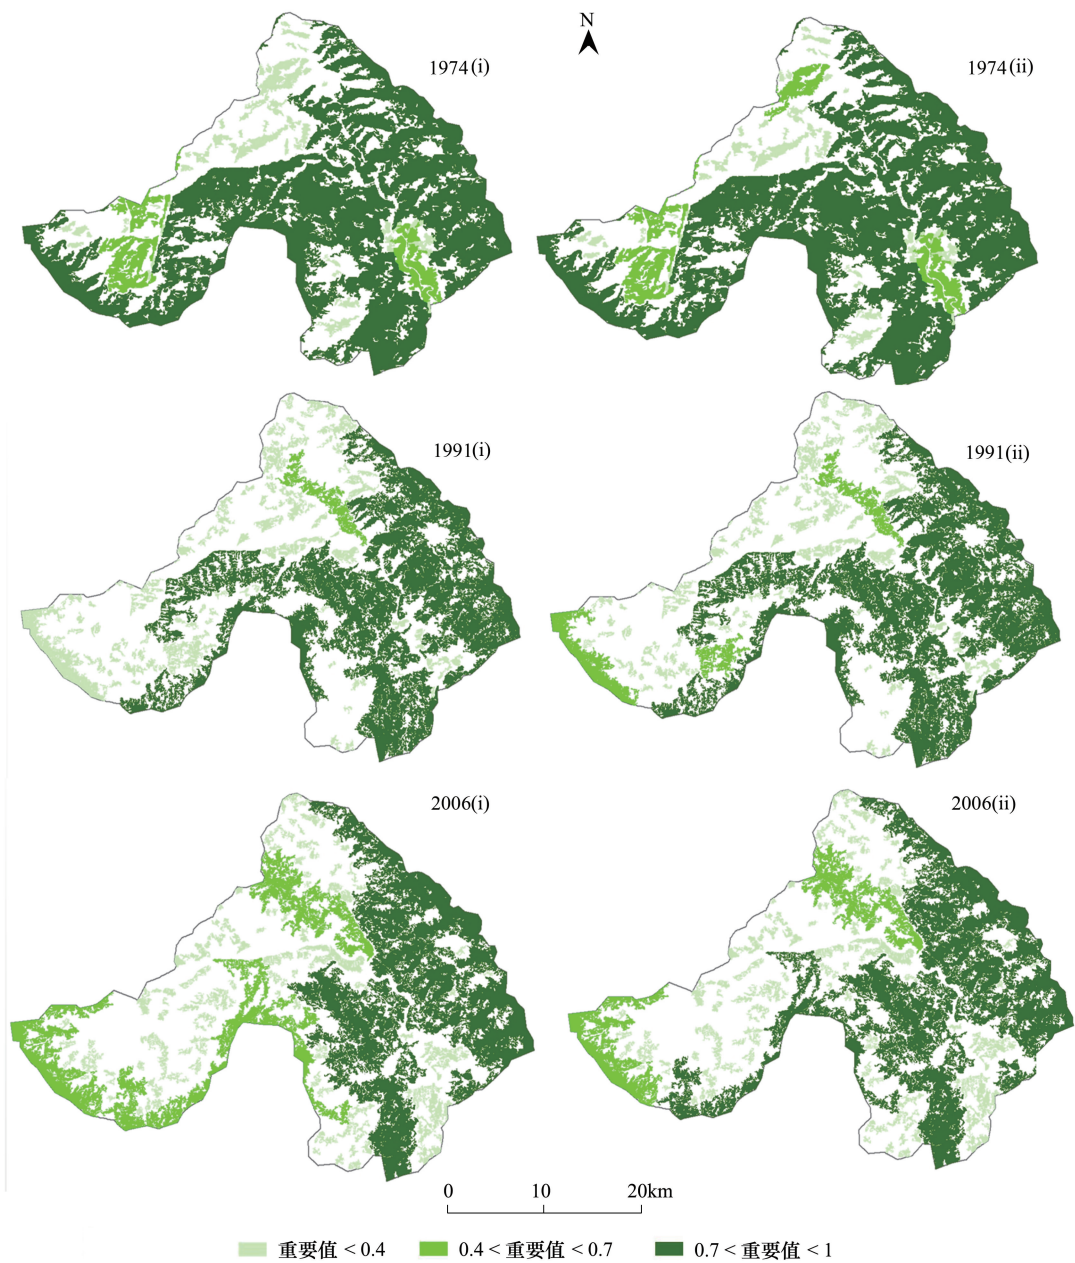 N
1974(i)
1974(ii)
1991(i)
1991(ii)
2006(i)
2006(ii)
0 10 20km
重要值 < 0.4 0.4 < 重要值 < 0.7 0.7 < 重要值 < 1